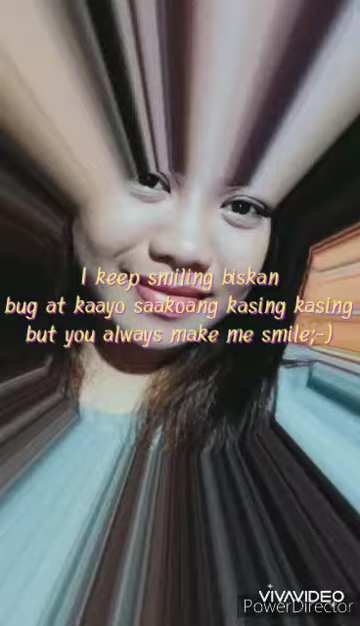 I keep smiling biskan
bug at kaayo saakoang kasing kasing
but you always make me smile;-)
VIVAVIDEO
PowerDirector